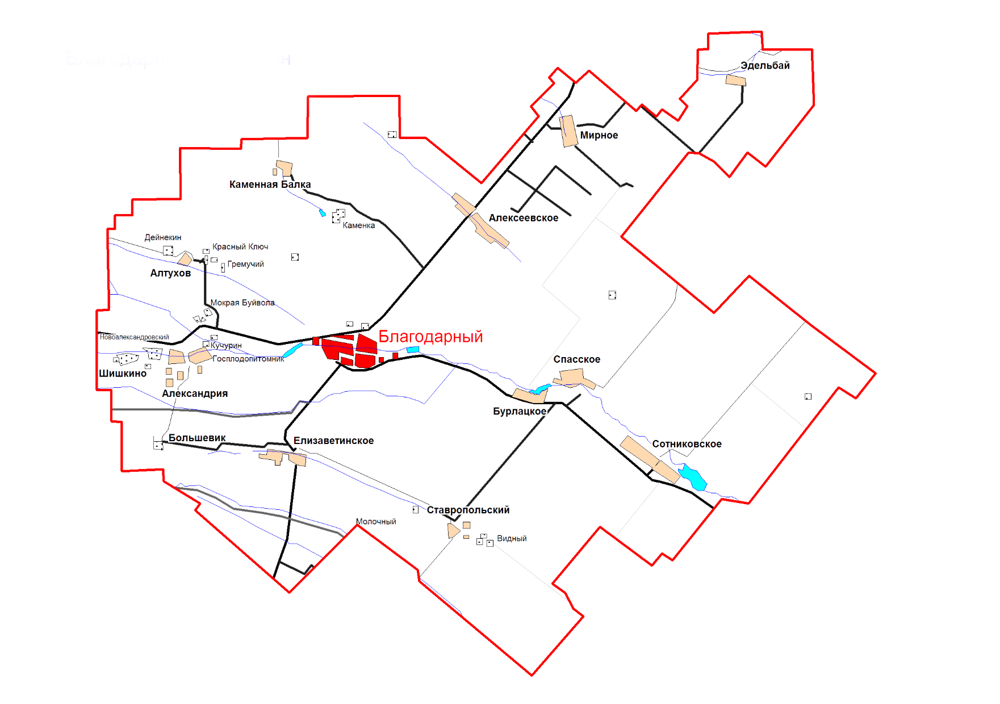 Эдельбай
Мирное
Каменная Балка
Алексеевское
Каменка
Дейнекин
Красный Ключ
Гремучий
Алтухов
Мокрая Буйвола
Благодарный
Новоалександровский
Кучурин
Госплодопитомник
Спасское
Шишкино
Александрия
Бурлацкое
Большевик
Елизаветинское
Сотниковское
Ставропольский
Молочный
Видный